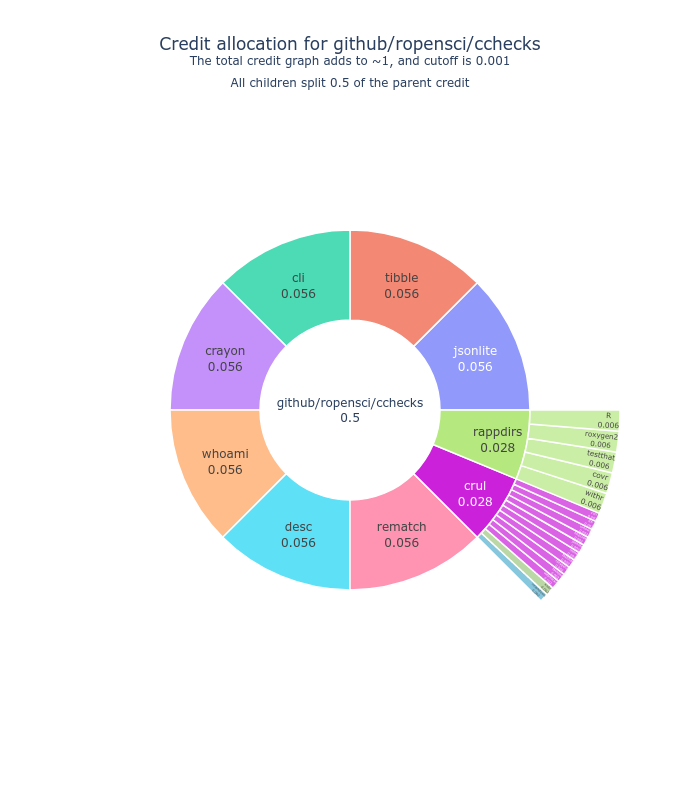 Credit allocation for github/ropensci/cchecks
The total credit graph adds to ~1, and cutoff is 0.001
All children split 0.5 of the parent credit
cli
0.056
tibble
0.056
crayon
0.056
jsonlite
0.056
github/ropensci/cchecks
0.5
R
0.006
rappdirs
0.028
roxygen2
0.006
testthat
0.006
covr
0.006
withr
0.006
whoami
0.056
crul
0.028
desc
0.056
rematch
0.056